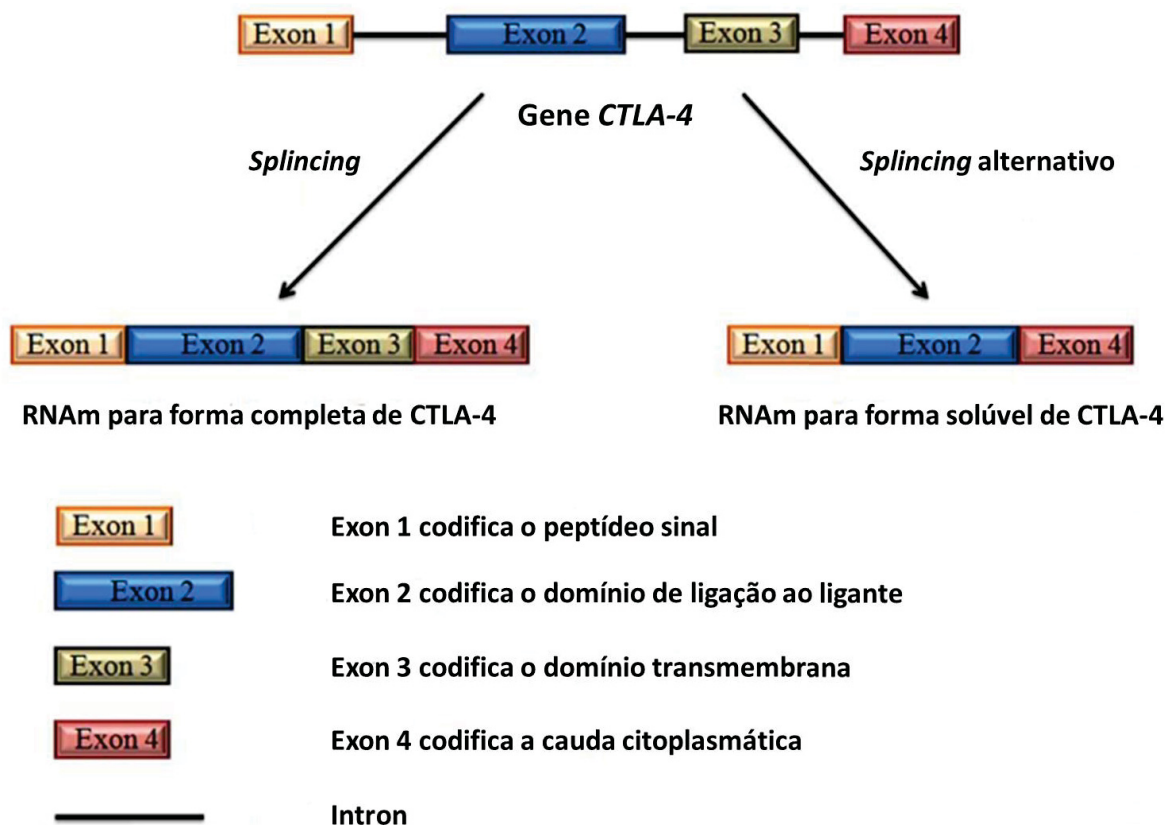 Exon 1 Exon 2 Exon 3 Exon 4
Gene CTLA-4
Splincing
Splincing alternativo
Exon 1 Exon 2 Exon 3 Exon 4
Exon 1 Exon 2 Exon 4
RNAm para forma completa de CTLA-4
RNAm para forma solúvel de CTLA-4
Exon 1 Exon 1 codifica o peptídeo sinal
Exon 2 Exon 2 codifica o domínio de ligação ao ligante
Exon 3 Exon 3 codifica o domínio transmembrana
Exon 4 Exon 4 codifica a cauda citoplasmática
Intron